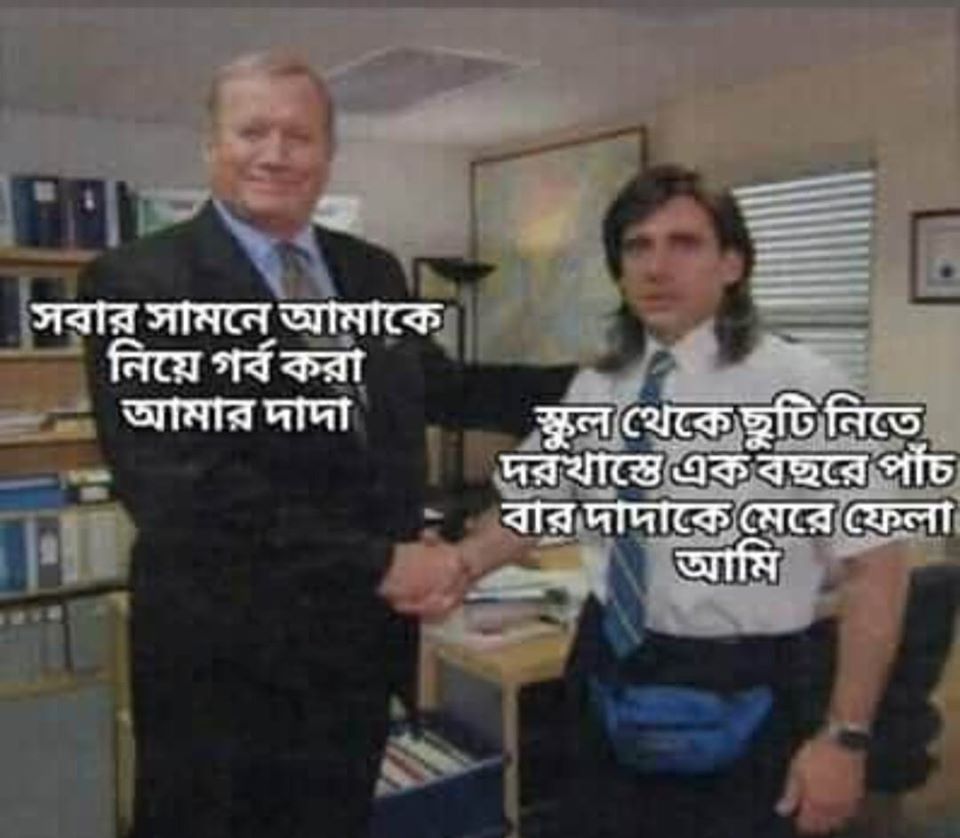 সবার সামনে আমাকে
নিয়ে গর্ব করা
আমার দাদা
স্কুল থেকে ছুটি নিতে
দরখাস্তে এক বছরে পাঁচ
বার দাদাকে মেরে ফেলা
আমি